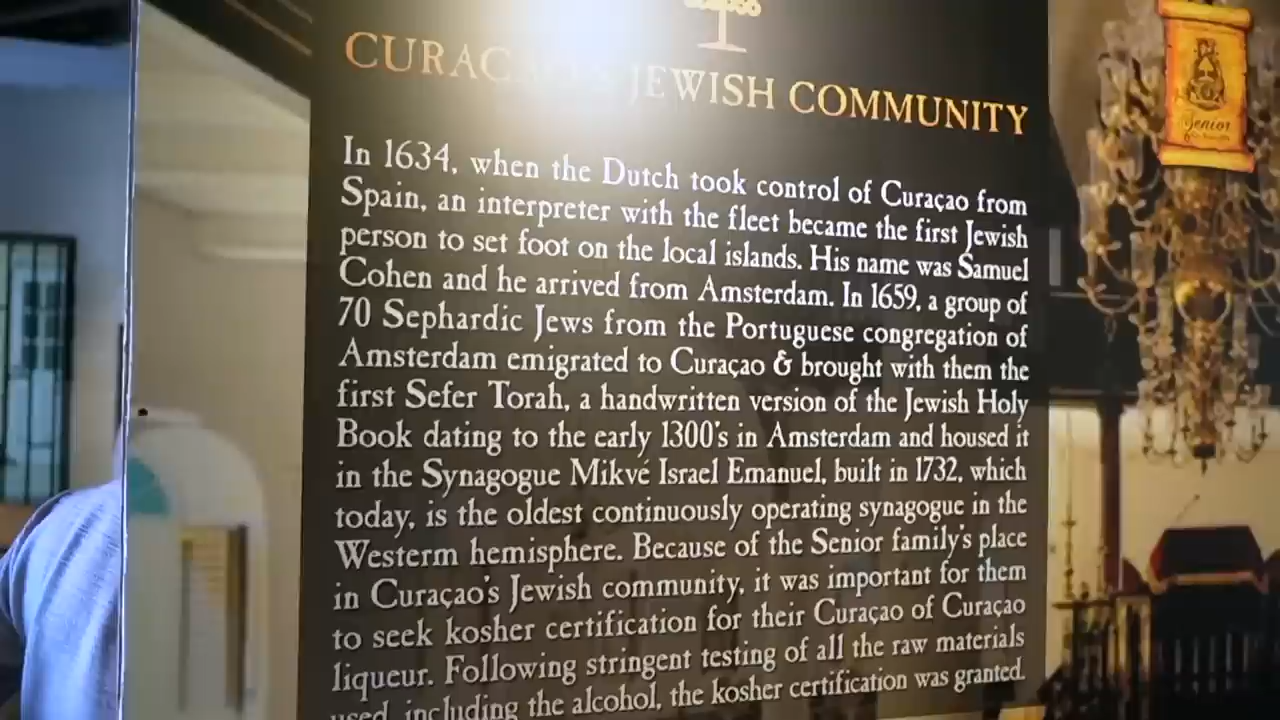 CURAÇAO'S JEWISH COMMUNITY
In 1634, when the Dutch took control of Curaçao from
Spain, an interpreter with the fleet became the first Jewish
person to set foot on the local islands. His name was Samuel
Cohen and he arrived from Amsterdam. In 1659, a group of
70 Sephardic Jews from the Portuguese congregation of
Amsterdam emigrated to Curaçao & brought with them the
first Sefer Torah, a handwritten version of the Jewish Holy
Book dating to the early 1300's in Amsterdam and housed it
in the Synagogue Mikvé Israel Emanuel, built in 1732, which
today, is the oldest continuously operating synagogue in the
Westerm hemisphere. Because of the Senior family's place
in Curaçao's Jewish community, it was important for them
to seek kosher certification for their Curaçao of Curaçao
liqueur. Following stringent testing of all the raw materials
used, including the alcohol, the kosher certification was granted.
Senior